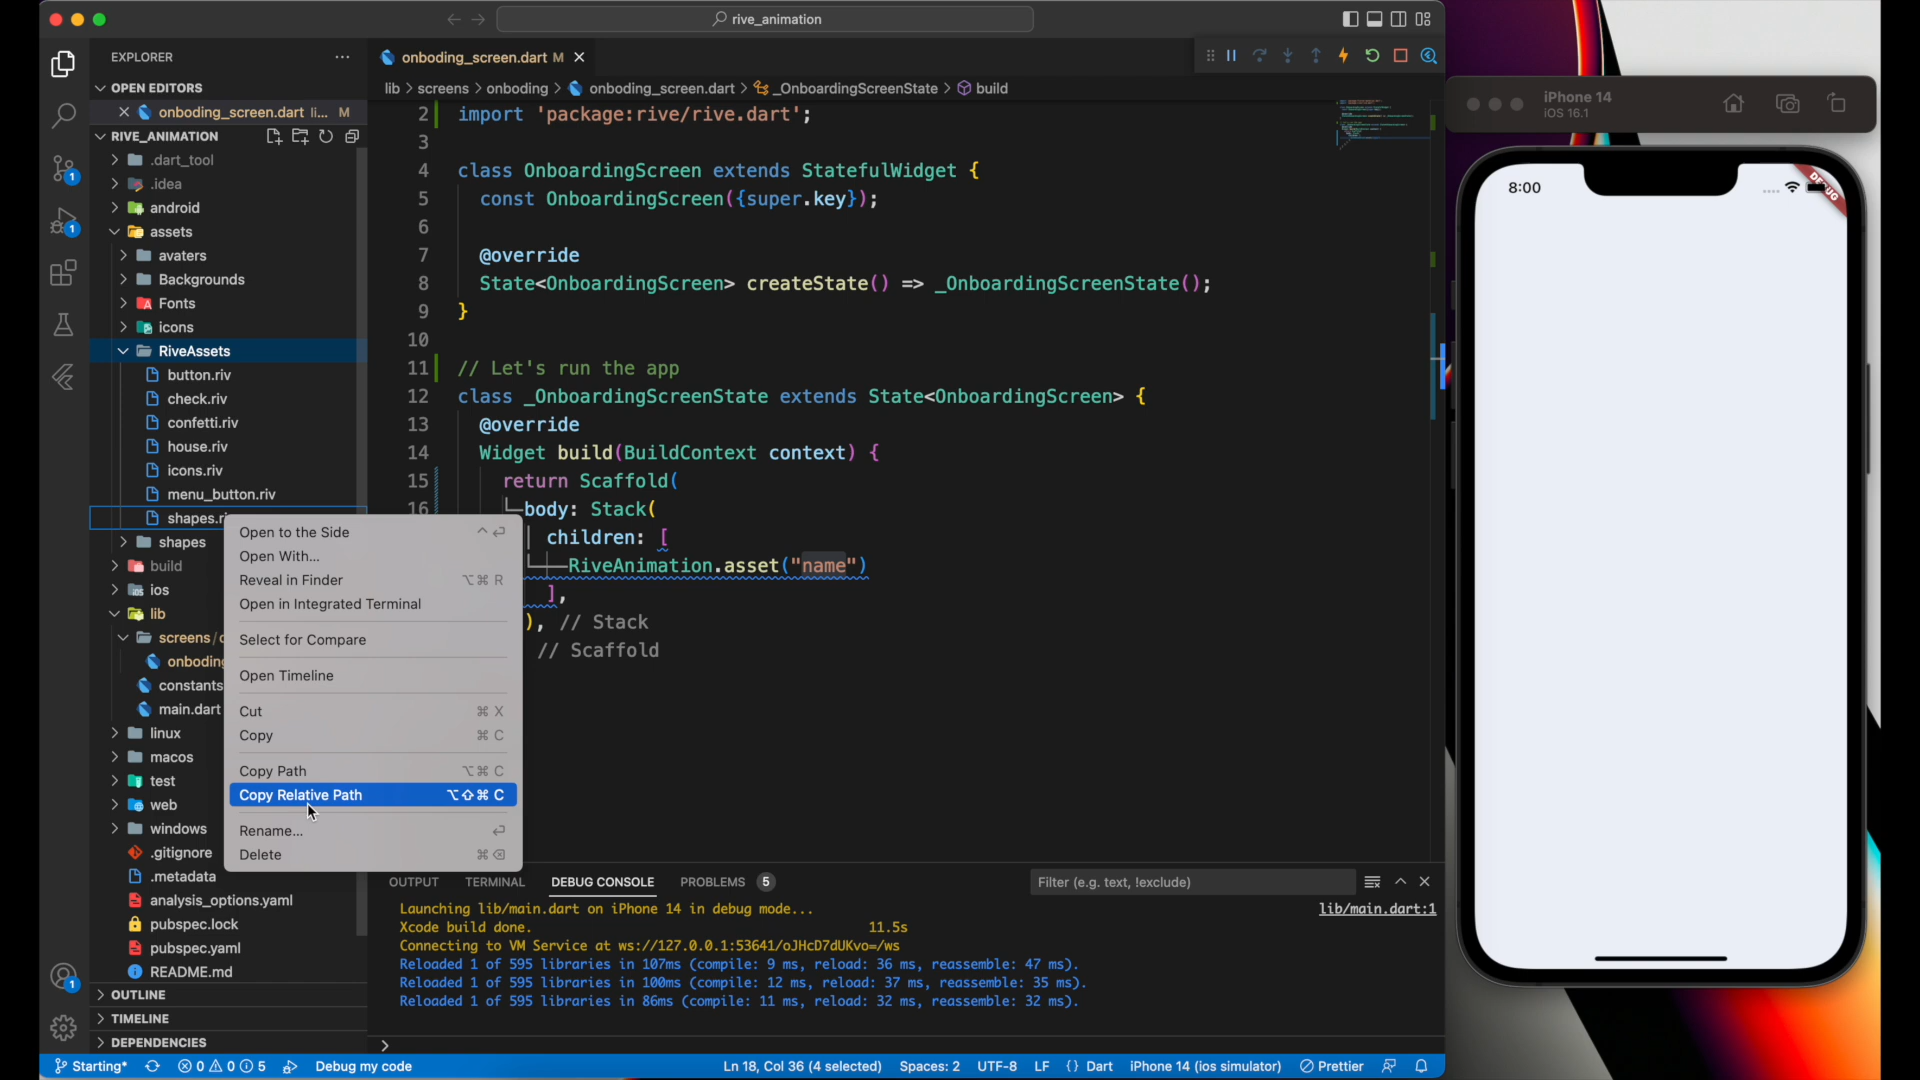 rive_animation
EXPLORER
OPEN EDITORS
onboding_screen.dart li... M
RIVE_ANIMATION
.dart_tool
.idea
android
assets
avaters
Backgrounds
Fonts
icons
RiveAssets
button.riv
check.riv
confetti.riv
house.riv
icons.riv
menu_button.riv
shapes.ri
shapes
build
ios
lib
screens/
onboding
constants
main.dart
linux
macos
test
web
windows
.gitignore
.metadata
analysis_options.yaml
pubspec.lock
pubspec.yaml
README.md
OUTLINE
TIMELINE
DEPENDENCIES
onboding_screen.dart M
lib > screens > onboding > onboding_screen.dart > _OnboardingScreenState > build
2 import 'package:rive/rive.dart';
3
4 class OnboardingScreen extends StatefulWidget {
5 const OnboardingScreen({super.key});
6
7 @override
8 State<OnboardingScreen> createState() => _OnboardingScreenState();
9 }
10
11 // Let's run the app
12 class _OnboardingScreenState extends State<OnboardingScreen> {
13 @override
14 Widget build(BuildContext context) {
15 return Scaffold(
16 body: Stack(
children: [
RiveAnimation.asset("name")
],
), // Stack
// Scaffold
Open to the Side ^ ⏎
Open With...
Reveal in Finder ⌥⌘ R
Open in Integrated Terminal
Select for Compare
Open Timeline
Cut ⌘ X
Copy ⌘ C
Copy Path ⌥⌘ C
Copy Relative Path ⌥⇧⌘ C
Rename... ⏎
Delete ⌘ ⌫
OUTPUT TERMINAL DEBUG CONSOLE PROBLEMS 5
Filter (e.g. text, !exclude)
Launching lib/main.dart on iPhone 14 in debug mode...
lib/main.dart:1
Xcode build done. 11.5s
Connecting to VM Service at ws://127.0.0.1:53641/oJHcD7dUKvo=/ws
Reloaded 1 of 595 libraries in 107ms (compile: 9 ms, reload: 36 ms, reassemble: 47 ms).
Reloaded 1 of 595 libraries in 100ms (compile: 12 ms, reload: 37 ms, reassemble: 35 ms).
Reloaded 1 of 595 libraries in 86ms (compile: 11 ms, reload: 32 ms, reassemble: 32 ms).
Starting* 0 0 5 Debug my code
Ln 18, Col 36 (4 selected) Spaces: 2 UTF-8 LF {} Dart iPhone 14 (ios simulator) Prettier
1
1
1
iPhone 14
iOS 16.1
8:00
DEBUG